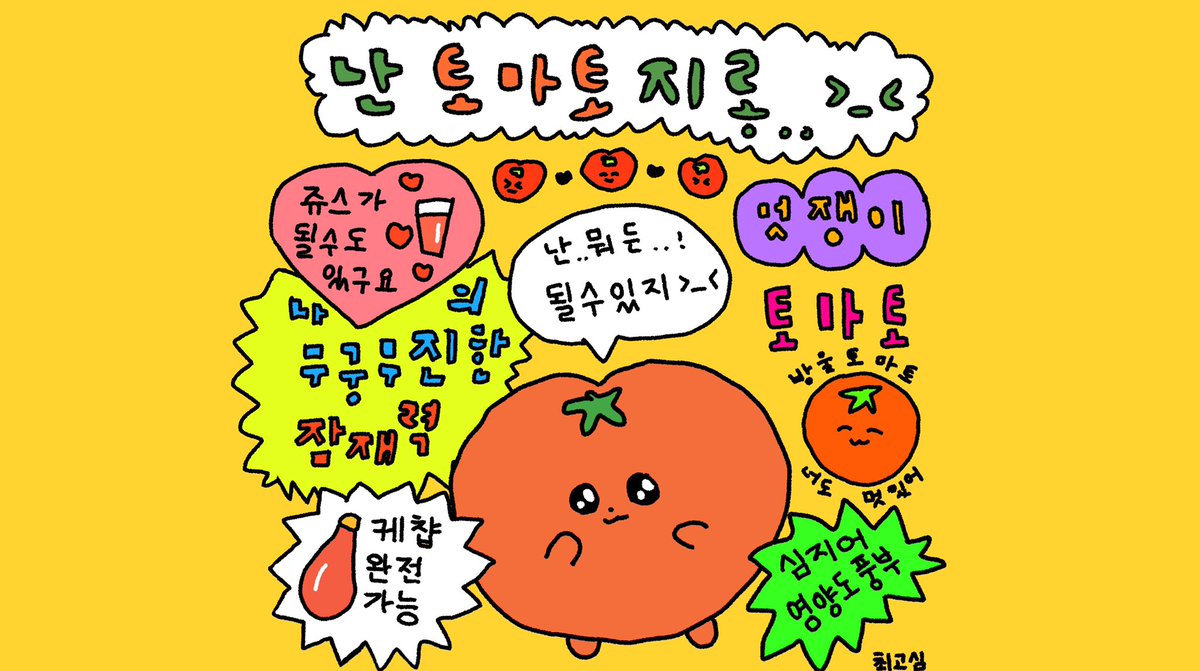 난 토마토지롱.. >_<
쥬스가
될수도
있구요
난..뭐든..!
될수있지>_<
멋쟁이
토마토
나의
무궁무진한
잠재력
방울토마토
너도 멋있어
케챱
완전
가능
심지어
영양도풍부
최고심